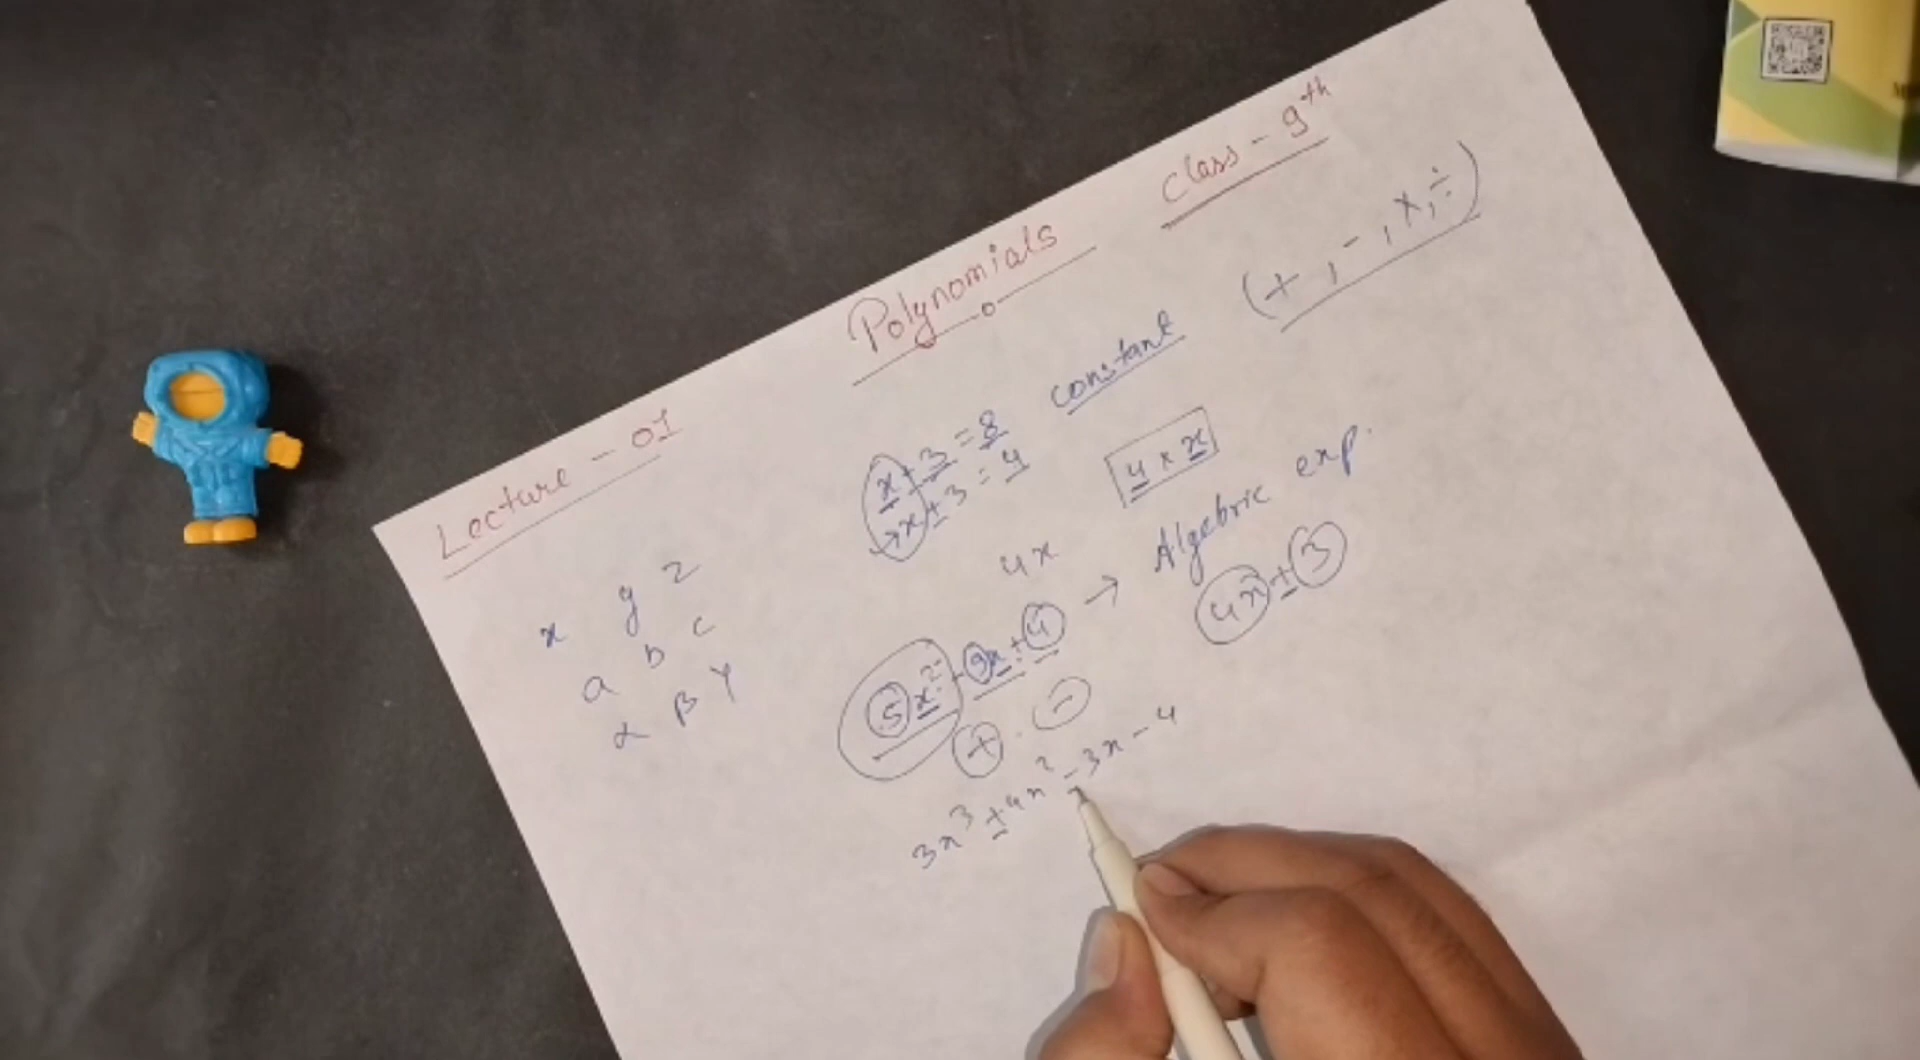 Lecture - 01
Polynomials
Class - 9th
(+, -, x, ÷)
x + 3 = 8
constant
→ x + 3 = 4
4 x x
4x
x y z
a b c
α β γ
5x² - 9x + 4 → Algebric exp.
4x ± 3
+ . -
3x³ + 4x² - 3x - 4